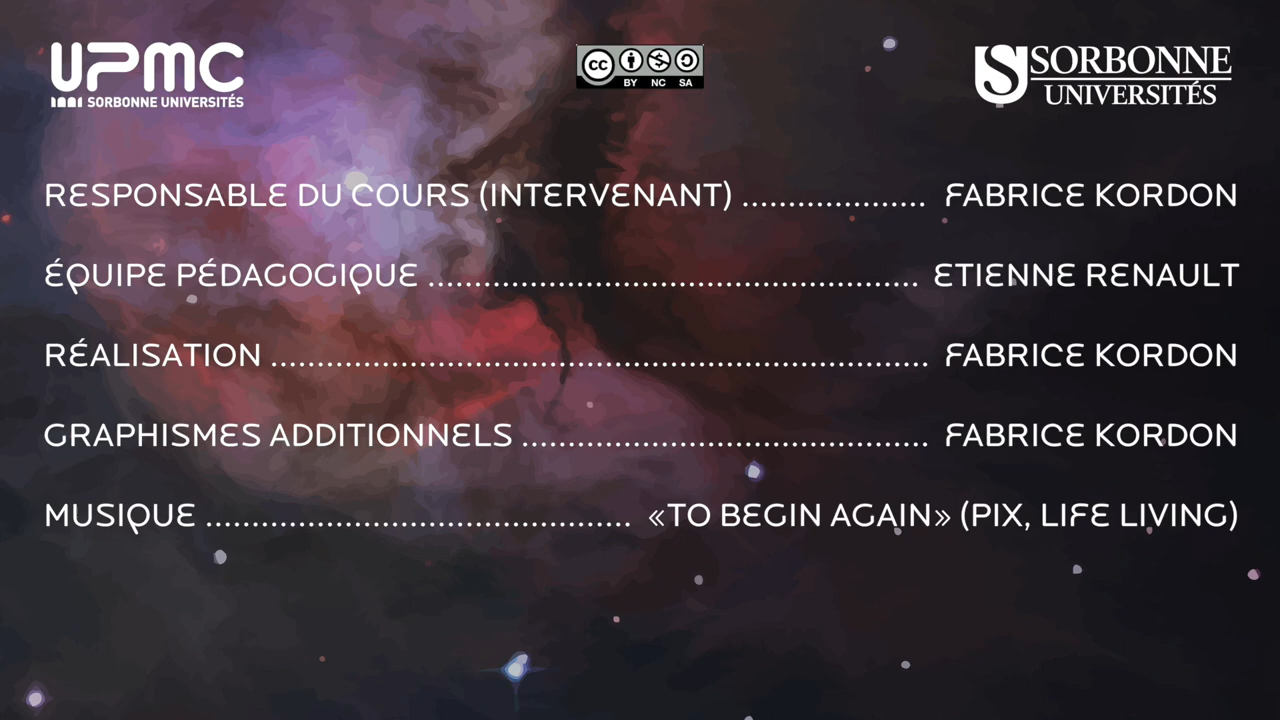 UPMC
SORBONNE UNIVERSITÉS
CC BY NC SA
SORBONNE
UNIVERSITÉS
RESPONSABLE DU COURS (INTERVENANT) .................... FABRICE KORDON
ÉQUIPE PÉDAGOGIQUE .................................................... ETIENNE RENAULT
RÉALISATION ...................................................................... FABRICE KORDON
GRAPHISMES ADDITIONNELS ........................................... FABRICE KORDON
MUSIQUE ............................................. «TO BEGIN AGAIN» (PIX, LIFE LIVING)